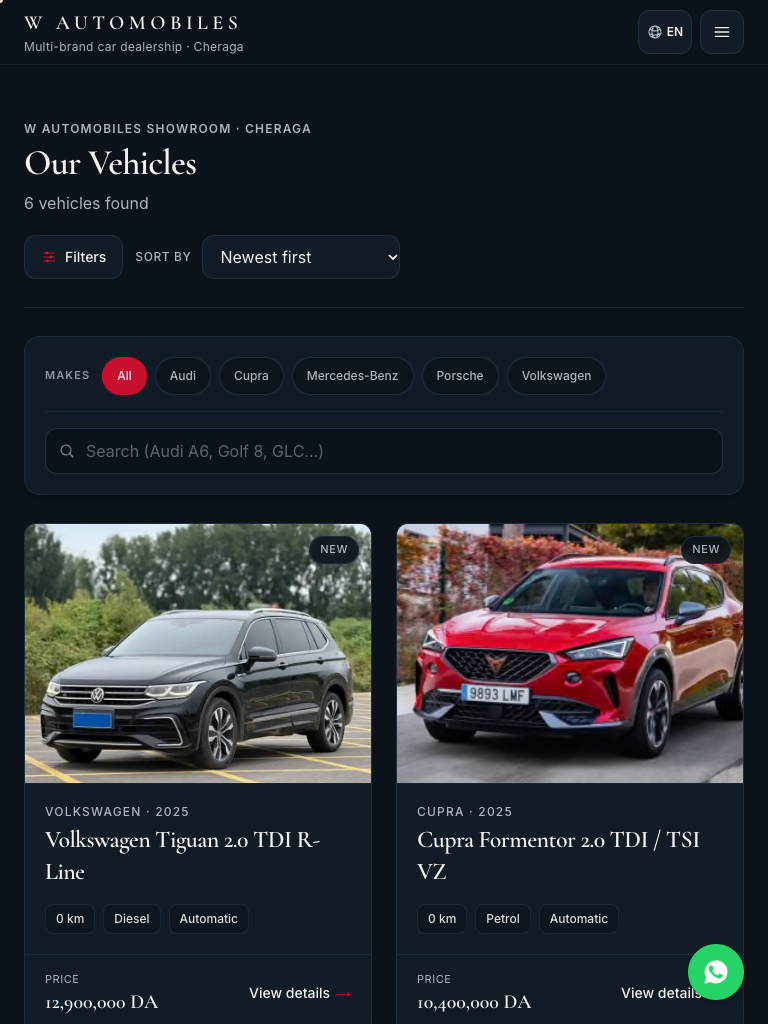 W AUTOMOBILES
Multi-brand car dealership · Cheraga
EN
W AUTOMOBILES SHOWROOM · CHERAGA
Our Vehicles
6 vehicles found
Filters
SORT BY
Newest first
MAKES
All
Audi
Cupra
Mercedes-Benz
Porsche
Volkswagen
Search (Audi A6, Golf 8, GLC...)
NEW
NEW
9893 LMF
VOLKSWAGEN · 2025
Volkswagen Tiguan 2.0 TDI R-
Line
0 km
Diesel
Automatic
PRICE
12,900,000 DA
View details →
CUPRA · 2025
Cupra Formentor 2.0 TDI / TSI
VZ
0 km
Petrol
Automatic
PRICE
10,400,000 DA
View details